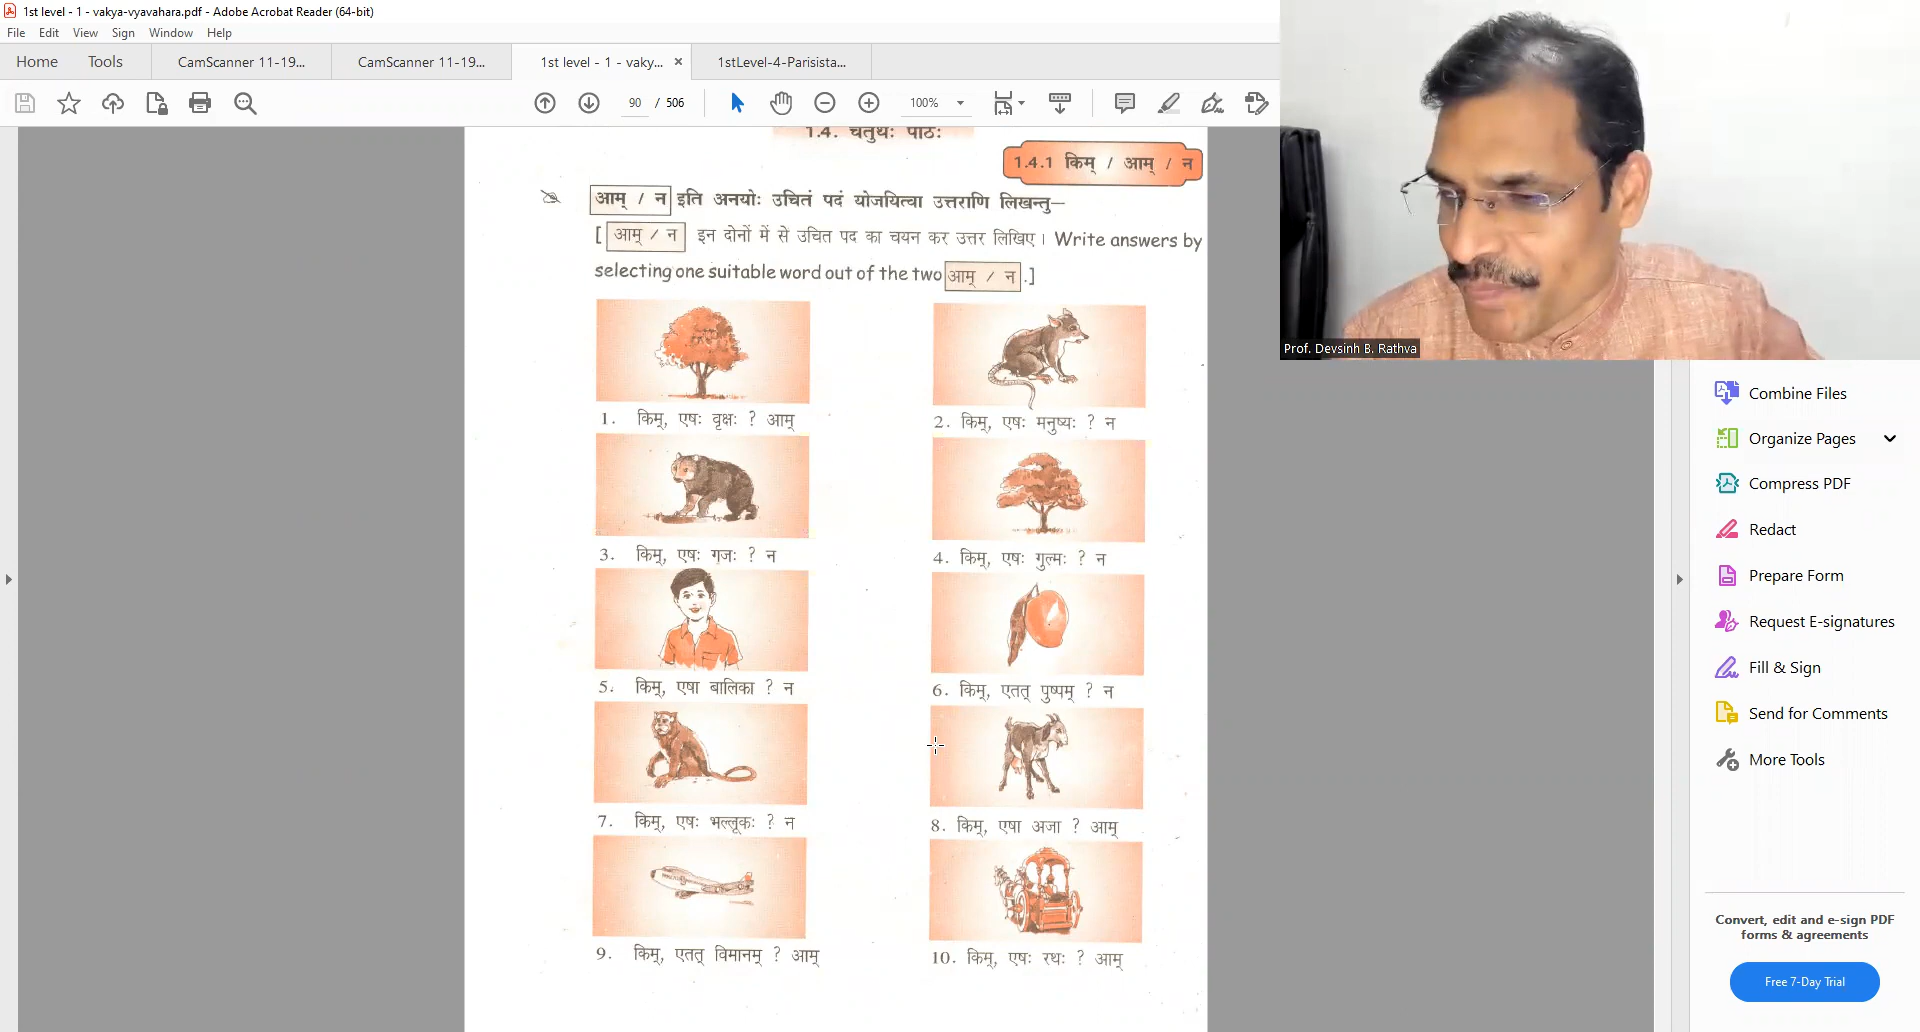 1st level - 1 - vakya-vyavahara.pdf - Adobe Acrobat Reader (64-bit)
File Edit View Sign Window Help
Home Tools CamScanner 11-19... CamScanner 11-19... 1st level - 1 - vaky... × 1stLevel-4-Parisista...
90 / 506 100%
1.4. चतुर्थः पाठः
1.4.1 किम् / आम् / न
आम् / न इति अनयोः उचितं पदं योजयित्वा उत्तराणि लिखन्तु—
[ आम् / न इन दोनों में से उचित पद का चयन कर उत्तर लिखिए । Write answers by
selecting one suitable word out of the two आम् / न .]
1. किम्, एषः वृक्षः ? आम्
2. किम्, एषः मनुष्यः ? न
3. किम्, एषः गजः ? न
4. किम्, एषः गुल्मः ? न
5. किम्, एषा बालिका ? न
6. किम्, एतत् पुष्पम् ? न
7. किम्, एषः भल्लूकः ? न
8. किम्, एषा अजा ? आम्
9. किम्, एतत् विमानम् ? आम्
10. किम्, एषः रथः ? आम्
Prof. Devsinh B. Rathva
Combine Files
Organize Pages
Compress PDF
Redact
Prepare Form
Request E-signatures
Fill & Sign
Send for Comments
More Tools
Convert, edit and e-sign PDF
forms & agreements
Free 7-Day Trial